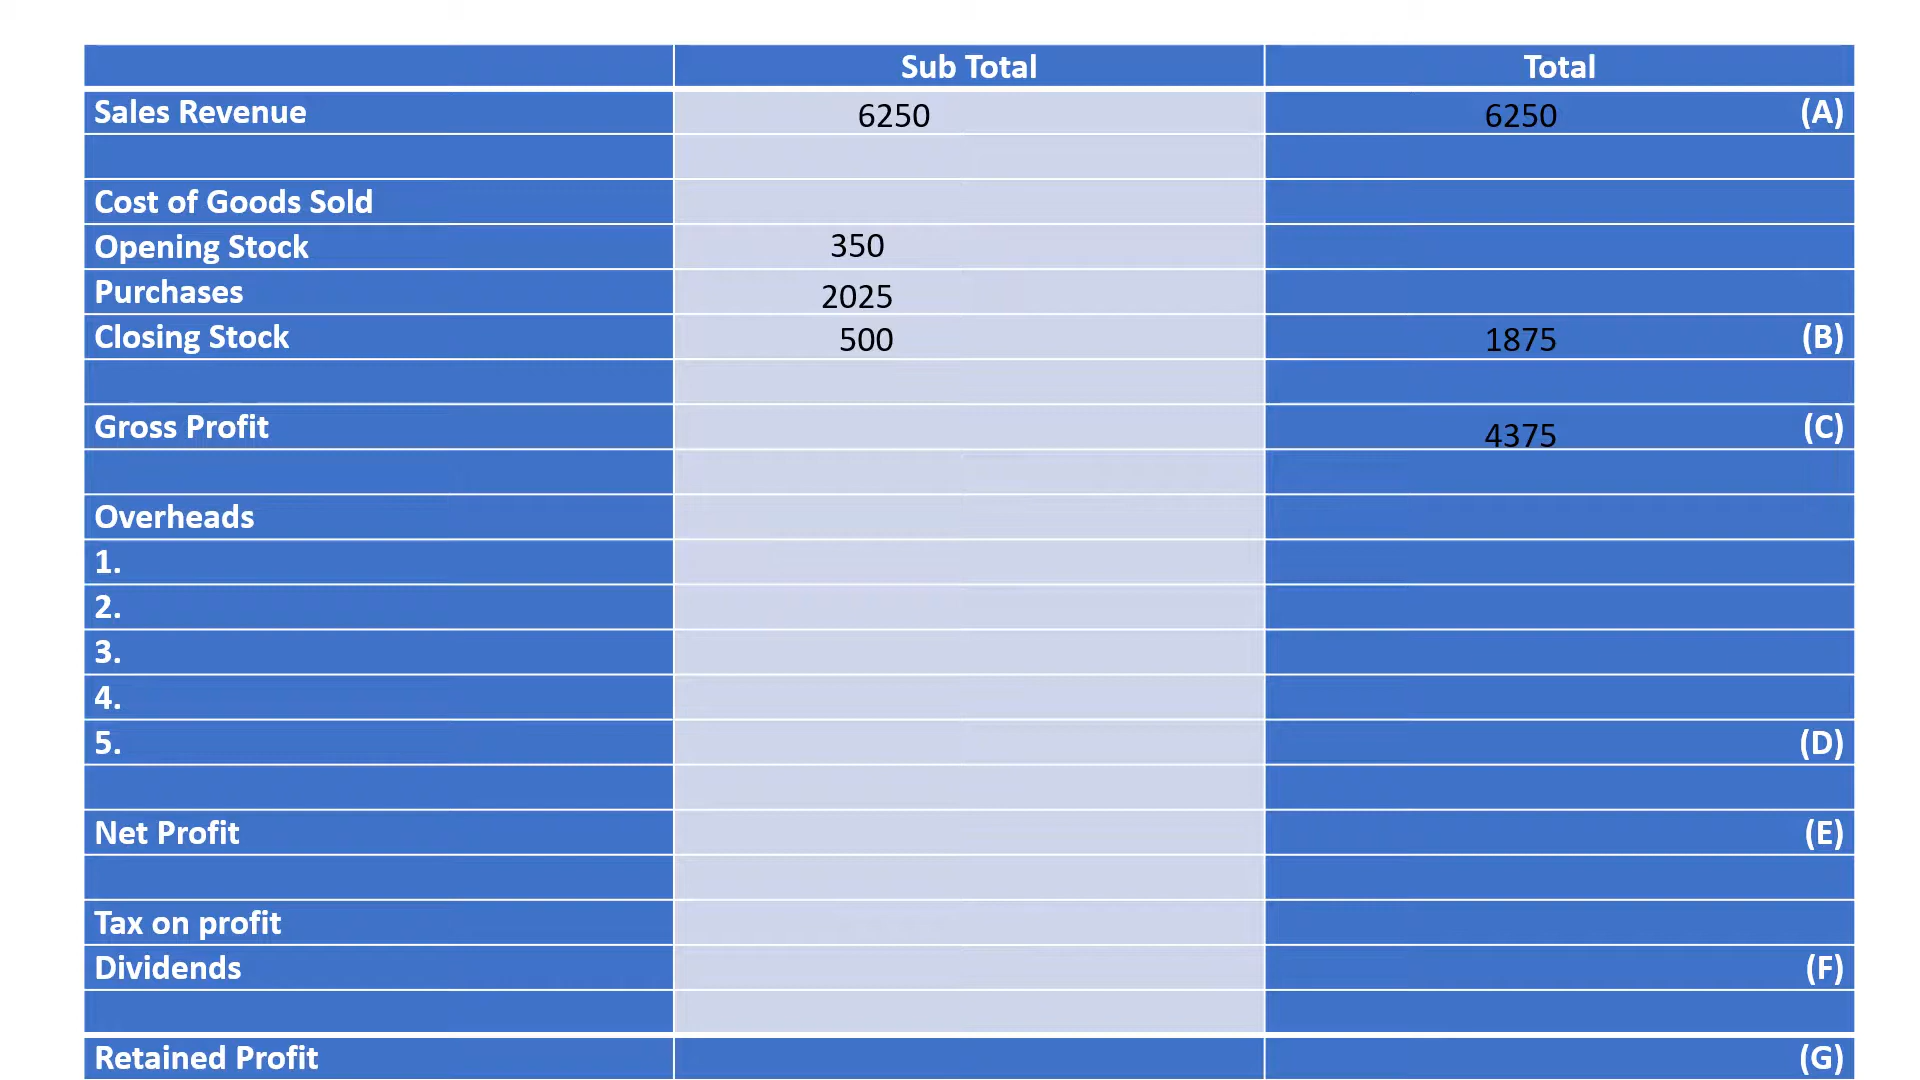 Sub Total Total
Sales Revenue 6250 6250 (A)
Cost of Goods Sold
Opening Stock 350
Purchases 2025
Closing Stock 500 1875 (B)
Gross Profit 4375 (C)
Overheads
1.
2.
3.
4.
5. (D)
Net Profit (E)
Tax on profit
Dividends (F)
Retained Profit (G)